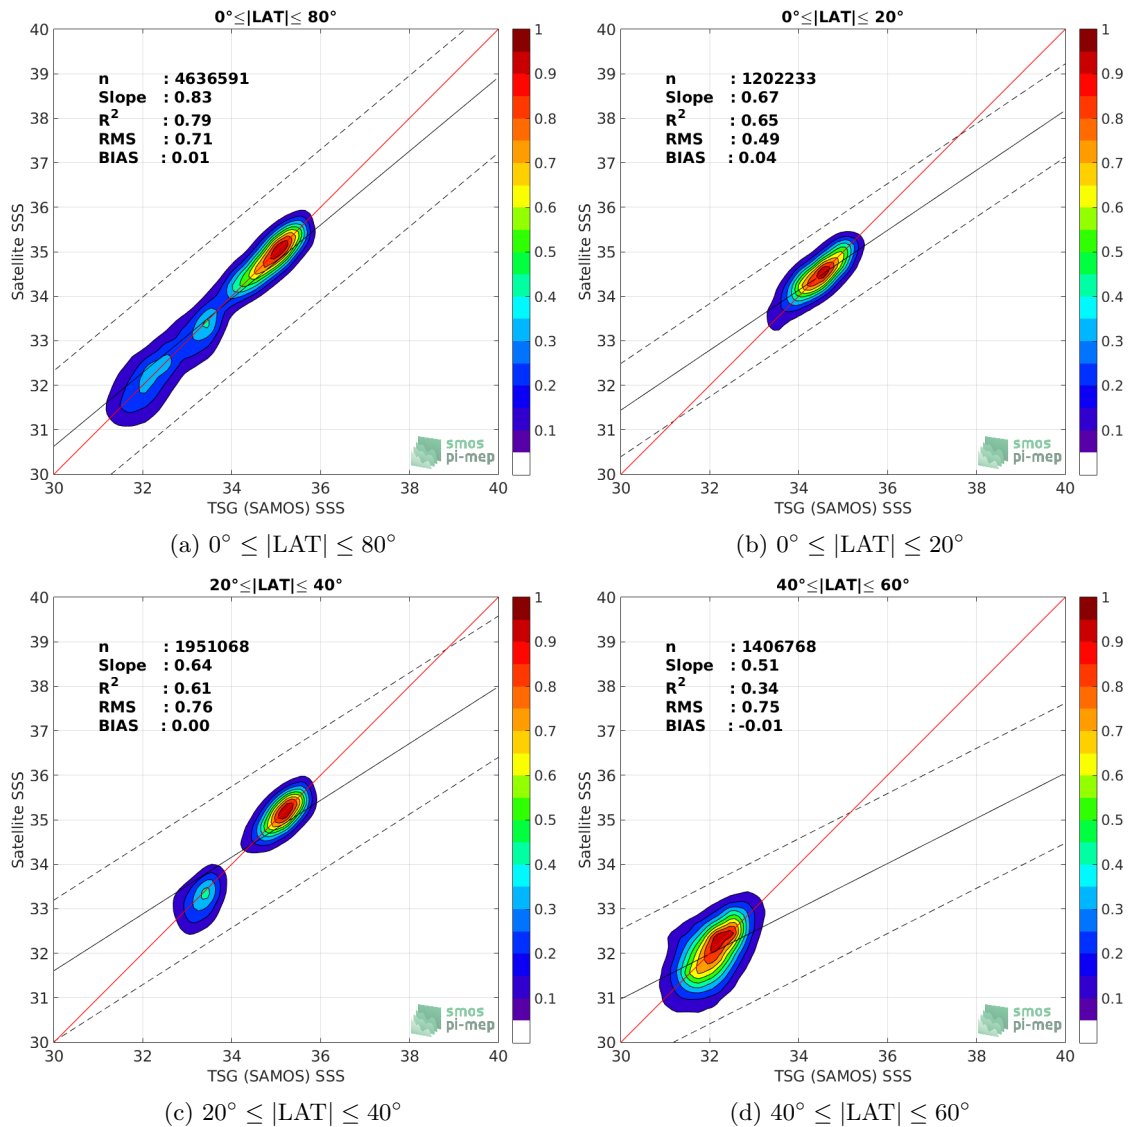 0°≤|LAT|≤ 80°
n : 4636591
Slope : 0.83
R2 : 0.79
RMS : 0.71
BIAS : 0.01
40
39
38
37
36
35
34
33
32
31
30
Satellite SSS
30 32 34 36 38 40
TSG (SAMOS) SSS
1
0.9
0.8
0.7
0.6
0.5
0.4
0.3
0.2
0.1
smos
pi-mep
(a) 0° ≤ |LAT| ≤ 80°
0°≤|LAT|≤ 20°
n : 1202233
Slope : 0.67
R2 : 0.65
RMS : 0.49
BIAS : 0.04
40
39
38
37
36
35
34
33
32
31
30
Satellite SSS
30 32 34 36 38 40
TSG (SAMOS) SSS
1
0.9
0.8
0.7
0.6
0.5
0.4
0.3
0.2
0.1
smos
pi-mep
(b) 0° ≤ |LAT| ≤ 20°
20°≤|LAT|≤ 40°
n : 1951068
Slope : 0.64
R2 : 0.61
RMS : 0.76
BIAS : 0.00
40
39
38
37
36
35
34
33
32
31
30
Satellite SSS
30 32 34 36 38 40
TSG (SAMOS) SSS
1
0.9
0.8
0.7
0.6
0.5
0.4
0.3
0.2
0.1
smos
pi-mep
(c) 20° ≤ |LAT| ≤ 40°
40°≤|LAT|≤ 60°
n : 1406768
Slope : 0.51
R2 : 0.34
RMS : 0.75
BIAS : -0.01
40
39
38
37
36
35
34
33
32
31
30
Satellite SSS
30 32 34 36 38 40
TSG (SAMOS) SSS
1
0.9
0.8
0.7
0.6
0.5
0.4
0.3
0.2
0.1
smos
pi-mep
(d) 40° ≤ |LAT| ≤ 60°